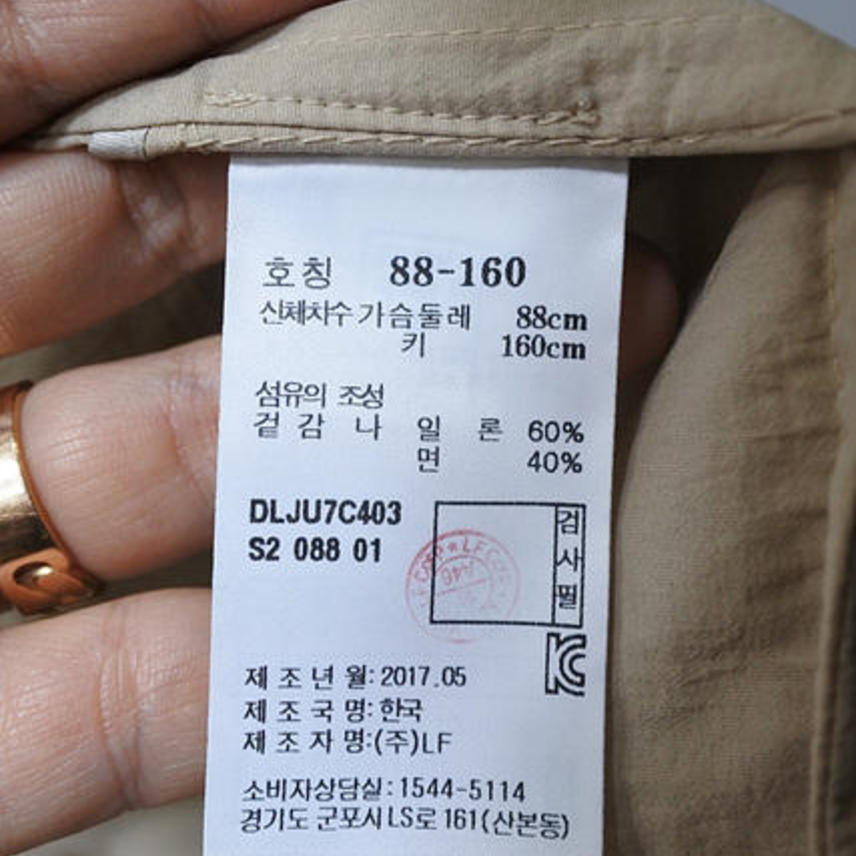 호칭 88-160
신체치수 가슴둘레 88cm
키 160cm
섬유의 조성
겉감 나일론 60%
면 40%
DLJU7C403
S2 088 01
검사필
제조년월: 2017.05
제조국명: 한국
제조자명: (주)LF
소비자상담실: 1544-5114
경기도 군포시 LS로 161(산본동)